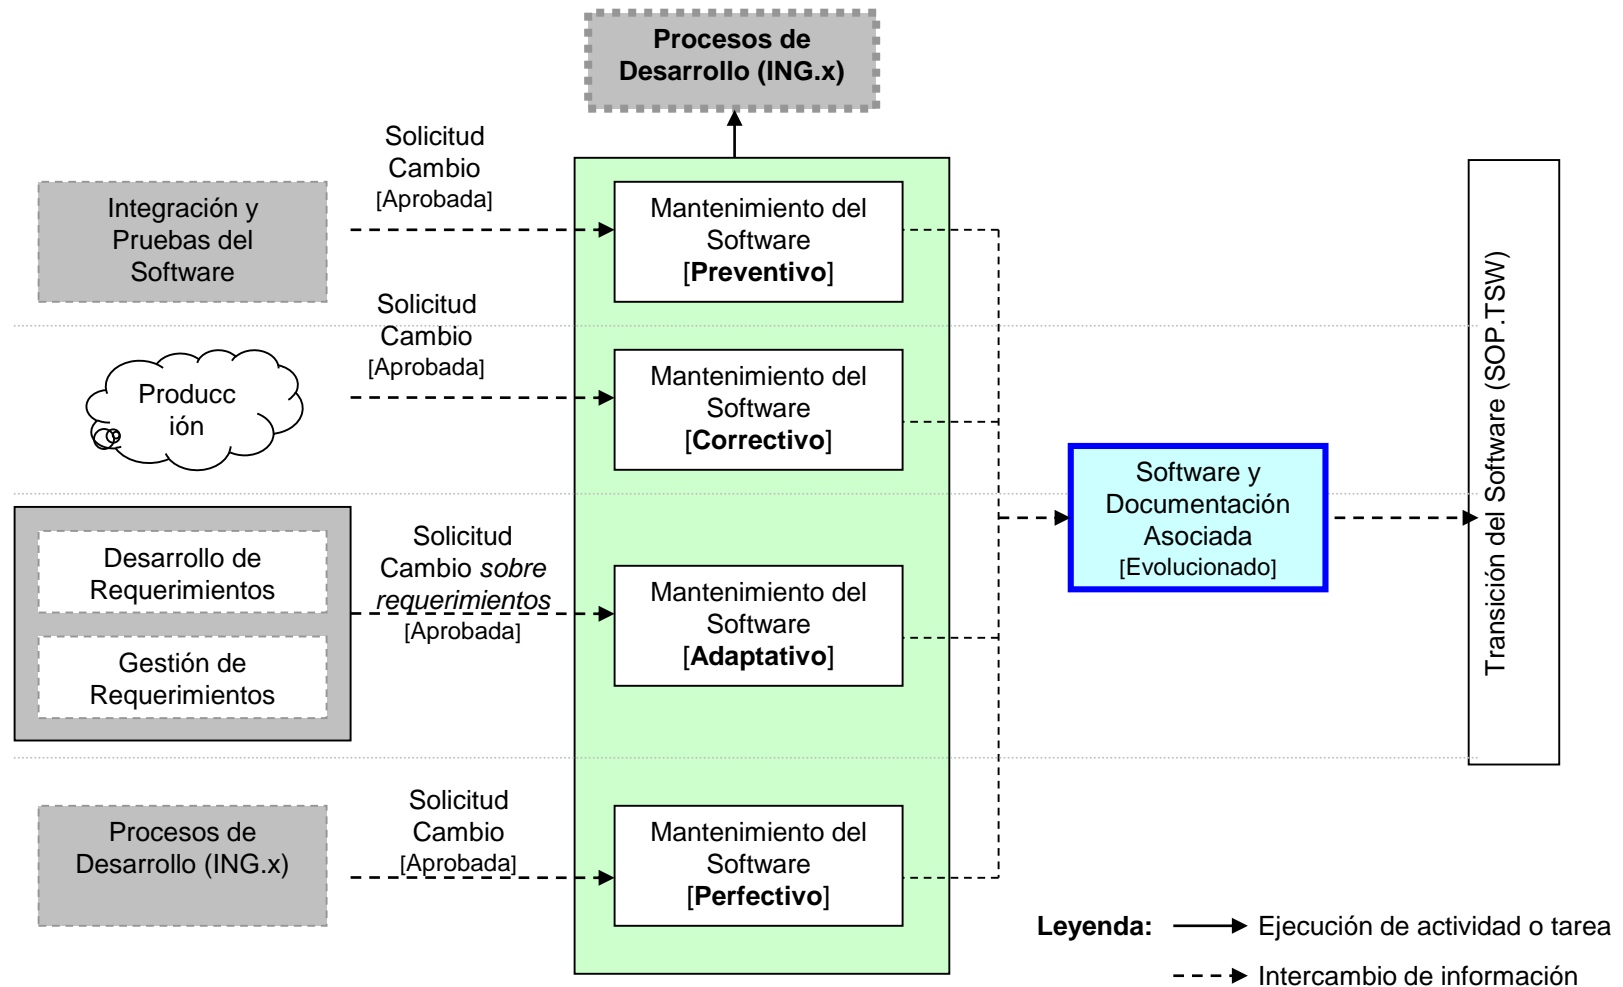 Procesos de
Desarrollo (ING.x)
Solicitud
Cambio
[Aprobada]
Integración y
Pruebas del
Software
Mantenimiento del
Software
[Preventivo]
Solicitud
Cambio
[Aprobada]
Producc
ión
Mantenimiento del
Software
[Correctivo]
Desarrollo de
Requerimientos
Gestión de
Requerimientos
Solicitud
Cambio sobre
requerimientos
[Aprobada]
Mantenimiento del
Software
[Adaptativo]
Procesos de
Desarrollo (ING.x)
Solicitud
Cambio
[Aprobada]
Mantenimiento del
Software
[Perfectivo]
Software y
Documentación
Asociada
[Evolucionado]
Transición del Software (SOP.TSW)
Leyenda:
Ejecución de actividad o tarea
Intercambio de información